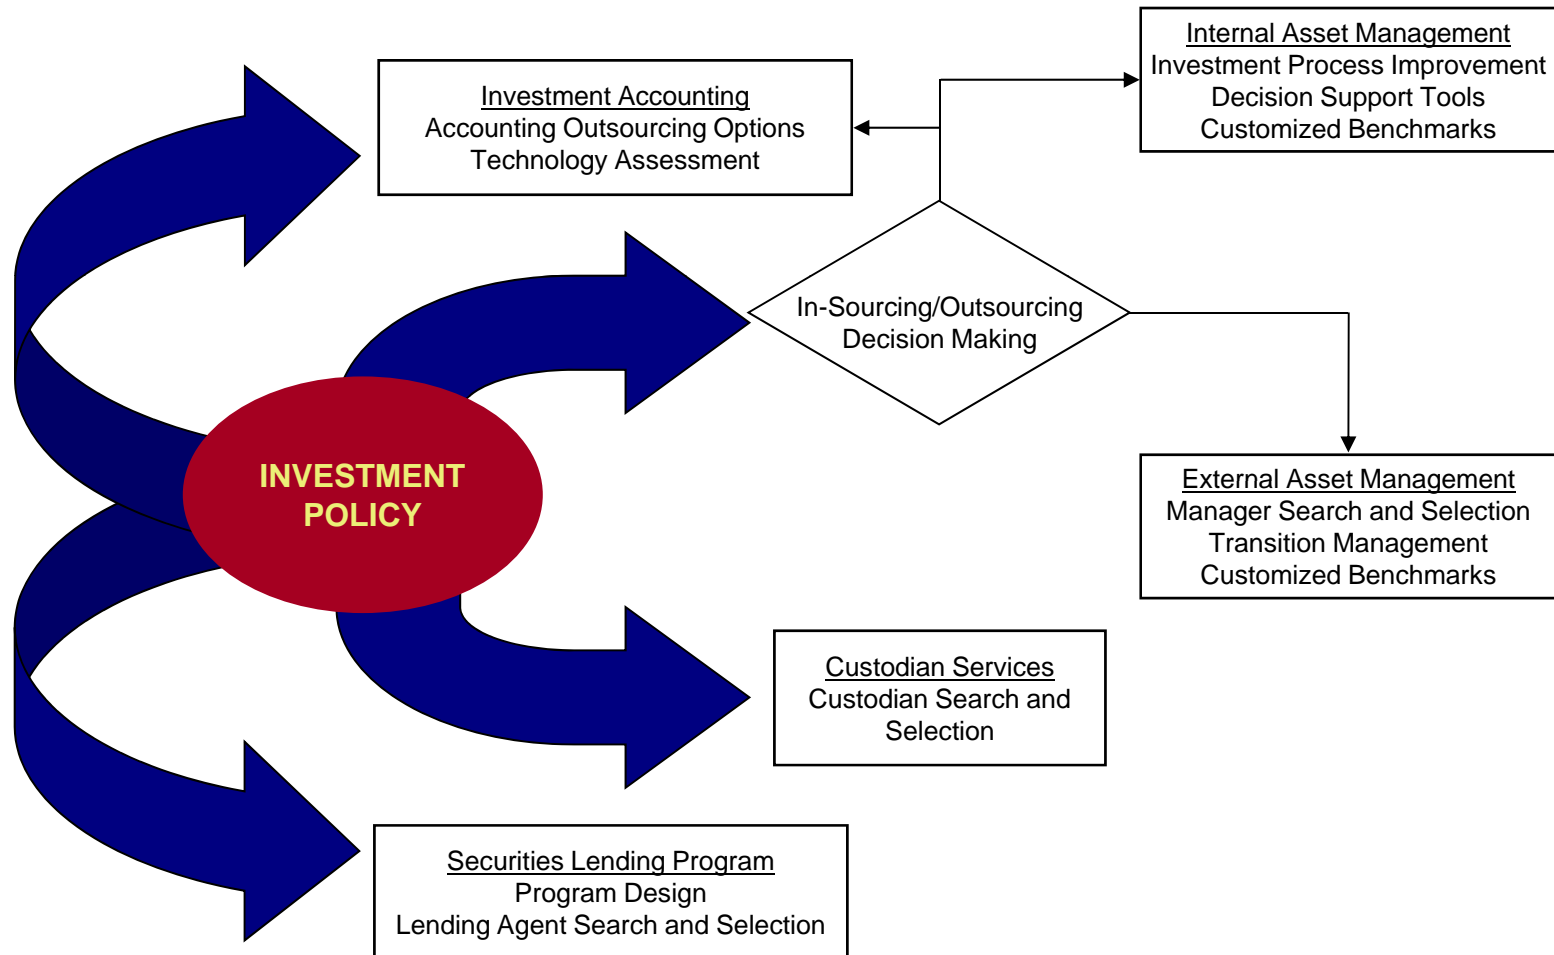 Internal Asset Management
Investment Process Improvement
Decision Support Tools
Customized Benchmarks
Investment Accounting
Accounting Outsourcing Options
Technology Assessment
In-Sourcing/Outsourcing
Decision Making
INVESTMENT
POLICY
External Asset Management
Manager Search and Selection
Transition Management
Customized Benchmarks
Custodian Services
Custodian Search and
Selection
Securities Lending Program
Program Design
Lending Agent Search and Selection